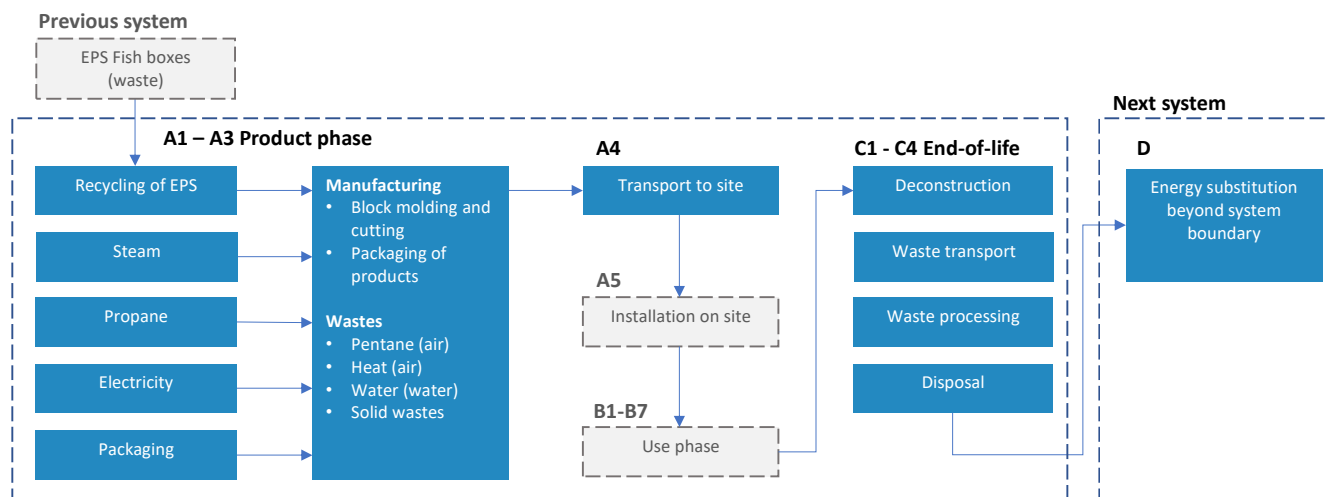 Previous system
EPS Fish boxes
(waste)
A1 – A3 Product phase
Recycling of EPS
Steam
Propane
Electricity
Packaging
Manufacturing
• Block molding and
cutting
• Packaging of
products
Wastes
• Pentane (air)
• Heat (air)
• Water (water)
• Solid wastes
A4
Transport to site
A5
Installation on site
B1-B7
Use phase
C1 - C4 End-of-life
Deconstruction
Waste transport
Waste processing
Disposal
Next system
D
Energy substitution
beyond system
boundary